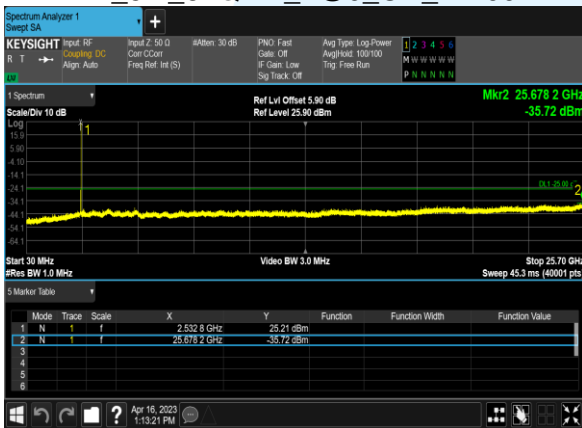 Spectrum Analyzer 1
Swept SA
+
KEYSIGHT
R T
Input: RF
Coupling: DC
Align: Auto
Input Z: 50 Ω
Corr CCorr
Freq Ref: Int (S)
#Atten: 30 dB
PNO: Fast
Gate: Off
IF Gain: Low
Sig Track: Off
Avg Type: Log-Power
Avg|Hold: 100/100
Trig: Free Run
1 2 3 4 5 6
M W W W W W
P N N N N N
LV
1 Spectrum
Scale/Div 10 dB
Ref Lvl Offset 5.90 dB
Ref Level 25.90 dBm
Mkr2 25.678 2 GHz
-35.72 dBm
Log
15.9
5.90
-4.10
-14.1
-24.1
-34.1
-44.1
-54.1
-64.1
1
DL1 -25.00
2
Start 30 MHz
Video BW 3.0 MHz
Stop 25.70 GHz
#Res BW 1.0 MHz
Sweep 45.3 ms (40001 pts
5 Marker Table
Mode Trace Scale X Y Function Function Width Function Value
1 N 1 f 2.532 8 GHz 25.21 dBm
2 N 1 f 25.678 2 GHz -35.72 dBm
3
4
5
6
?
Apr 16, 2023
1:13:21 PM